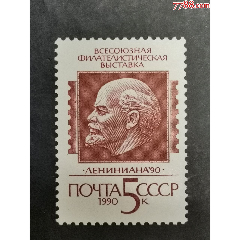 ВСЕСОЮЗНАЯ
ФИЛАТЕЛИСТИЧЕСКАЯ
ВЫСТАВКА
·ЛЕНИНИАНА'90·
ПОЧТА 5 СССР
1990 К.